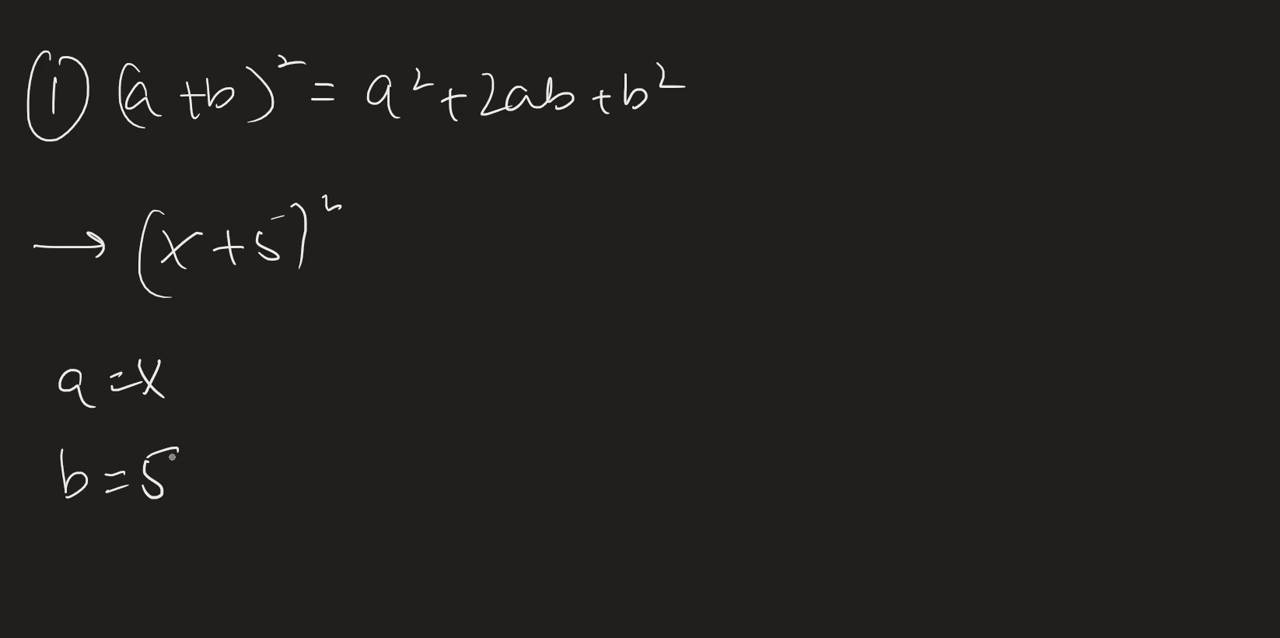 ① (a+b)² = a²+2ab+b²
→ (x+5)²
a=x
b=5